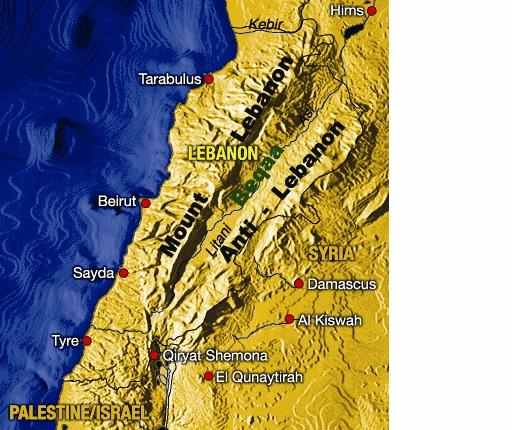 Hims
Kebir
Tarabulus
Mount Lebanon
LEBANON
Beqaa
Anti - Lebanon
Litani
Beirut
SYRIA
Sayda
Damascus
Al Kiswah
Tyre
Qiryat Shemona
El Qunaytirah
PALESTINE/ISRAEL